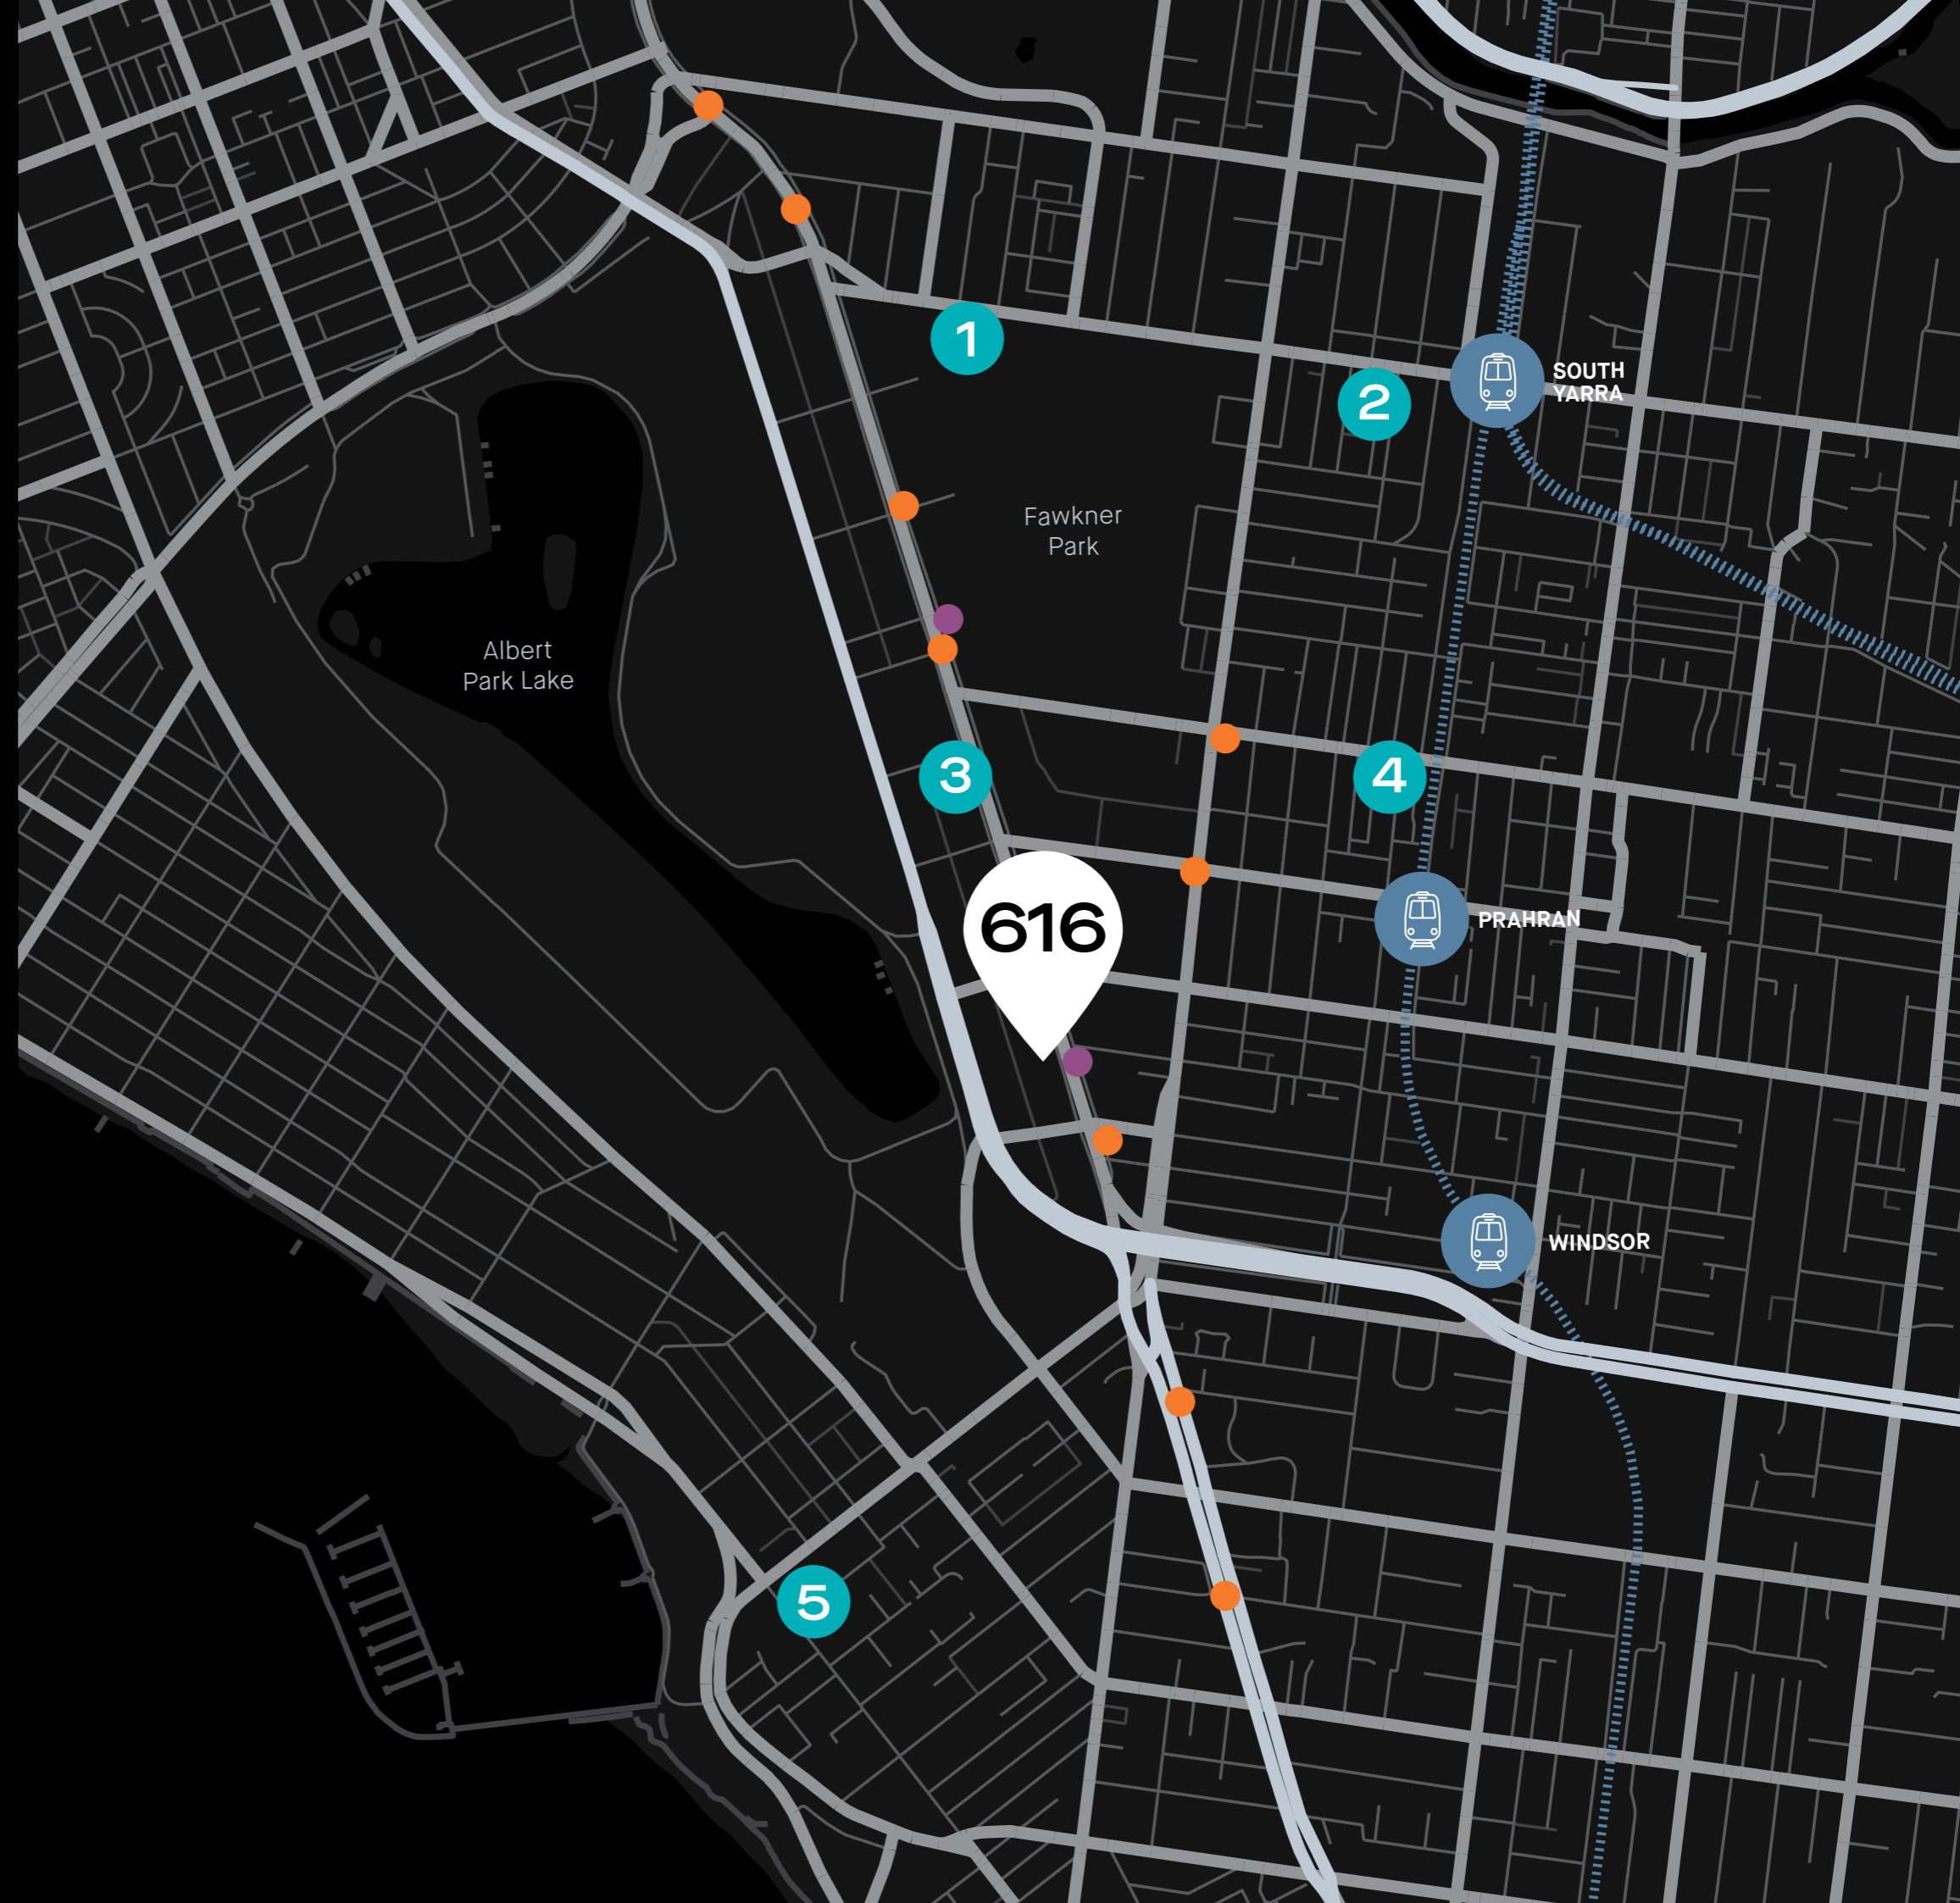 1
2
SOUTH
YARRA
Fawkner
Park
Albert
Park Lake
3
4
616
PRAHRAN
WINDSOR
5